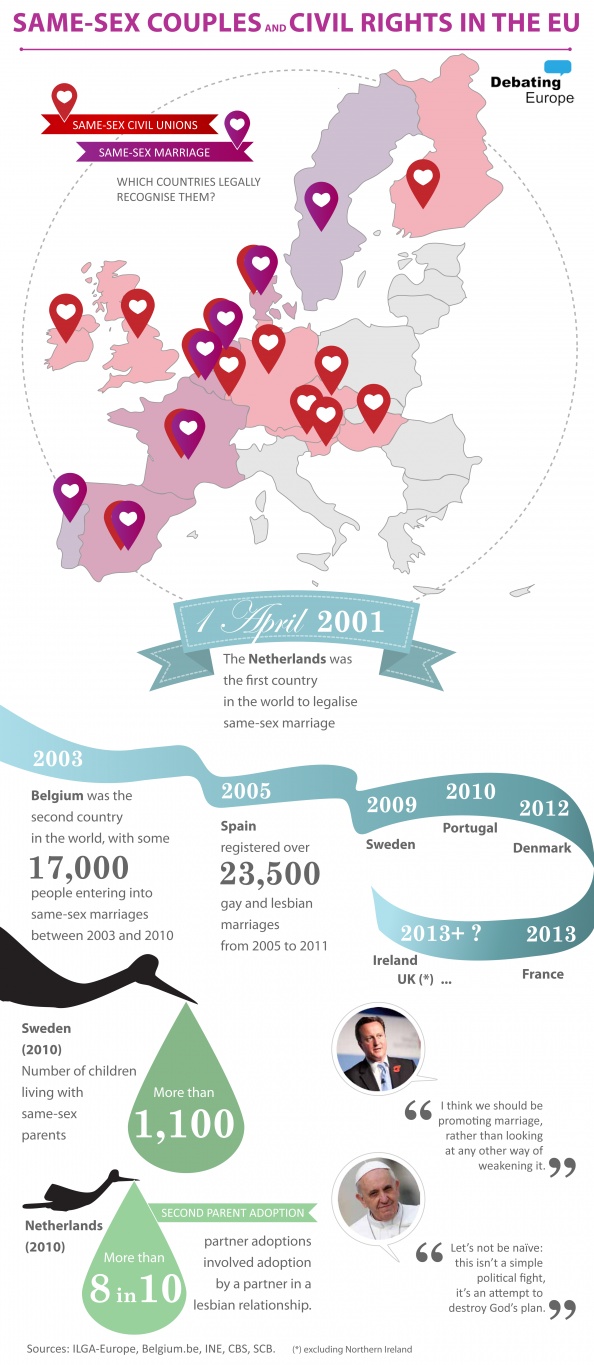 SAME-SEX COUPLES AND CIVIL RIGHTS IN THE EU
Debating
Europe
SAME-SEX CIVIL UNIONS
SAME-SEX MARRIAGE
WHICH COUNTRIES LEGALLY
RECOGNISE THEM?
1 April 2001
The Netherlands was
the first country
in the world to legalise
same-sex marriage
2003
Belgium was the
second country
in the world, with some
17,000
people entering into
same-sex marriages
between 2003 and 2010
2005
Spain
registered over
23,500
gay and lesbian
marriages
from 2005 to 2011
2009
Sweden
2010
Portugal
2012
Denmark
2013
France
2013+ ?
Ireland
UK (*) ...
Sweden
(2010)
Number of children
living with
same-sex
parents
More than
1,100
“ I think we should be
promoting marriage,
rather than looking
at any other way of
weakening it. ”
Netherlands
(2010)
SECOND PARENT ADOPTION
More than
8 in 10
partner adoptions
involved adoption
by a partner in a
lesbian relationship.
“ Let's not be naïve:
this isn't a simple
political fight,
it's an attempt to
destroy God's plan. ”
Sources: ILGA-Europe, Belgium.be, INE, CBS, SCB. (*) excluding Northern Ireland